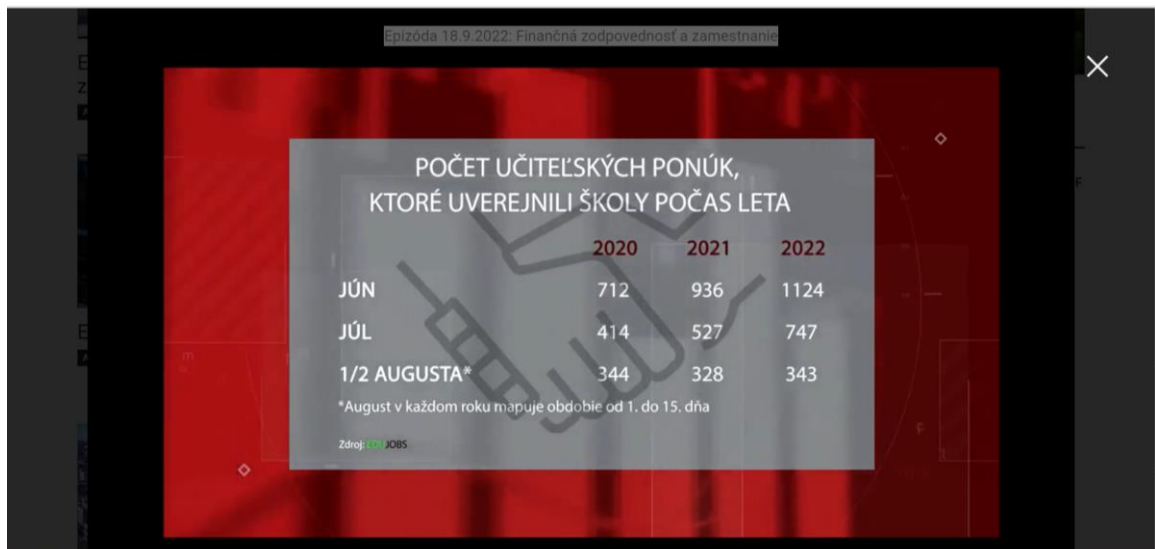 Epizóda 18.9.2022: Finančná zodpovednosť a zamestnanie
POČET UČITEĽSKÝCH PONÚK,
KTORÉ UVEREJNILI ŠKOLY POČAS LETA
2020 2021 2022
JÚN 712 936 1124
JÚL 414 527 747
1/2 AUGUSTA* 344 328 343
*August v každom roku mapuje obdobie od 1. do 15. dňa
Zdroj: EDUJOBS